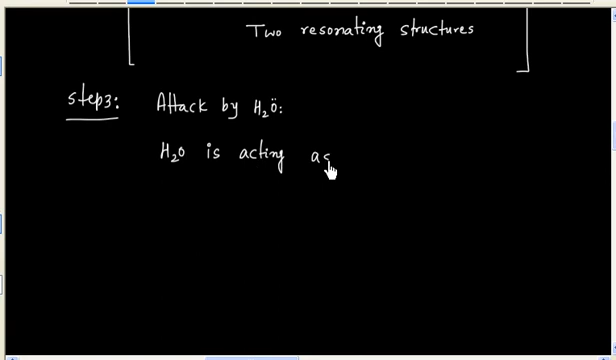 Two resonating structures
Step3: Attack by H₂Ö:
H₂O is acting as